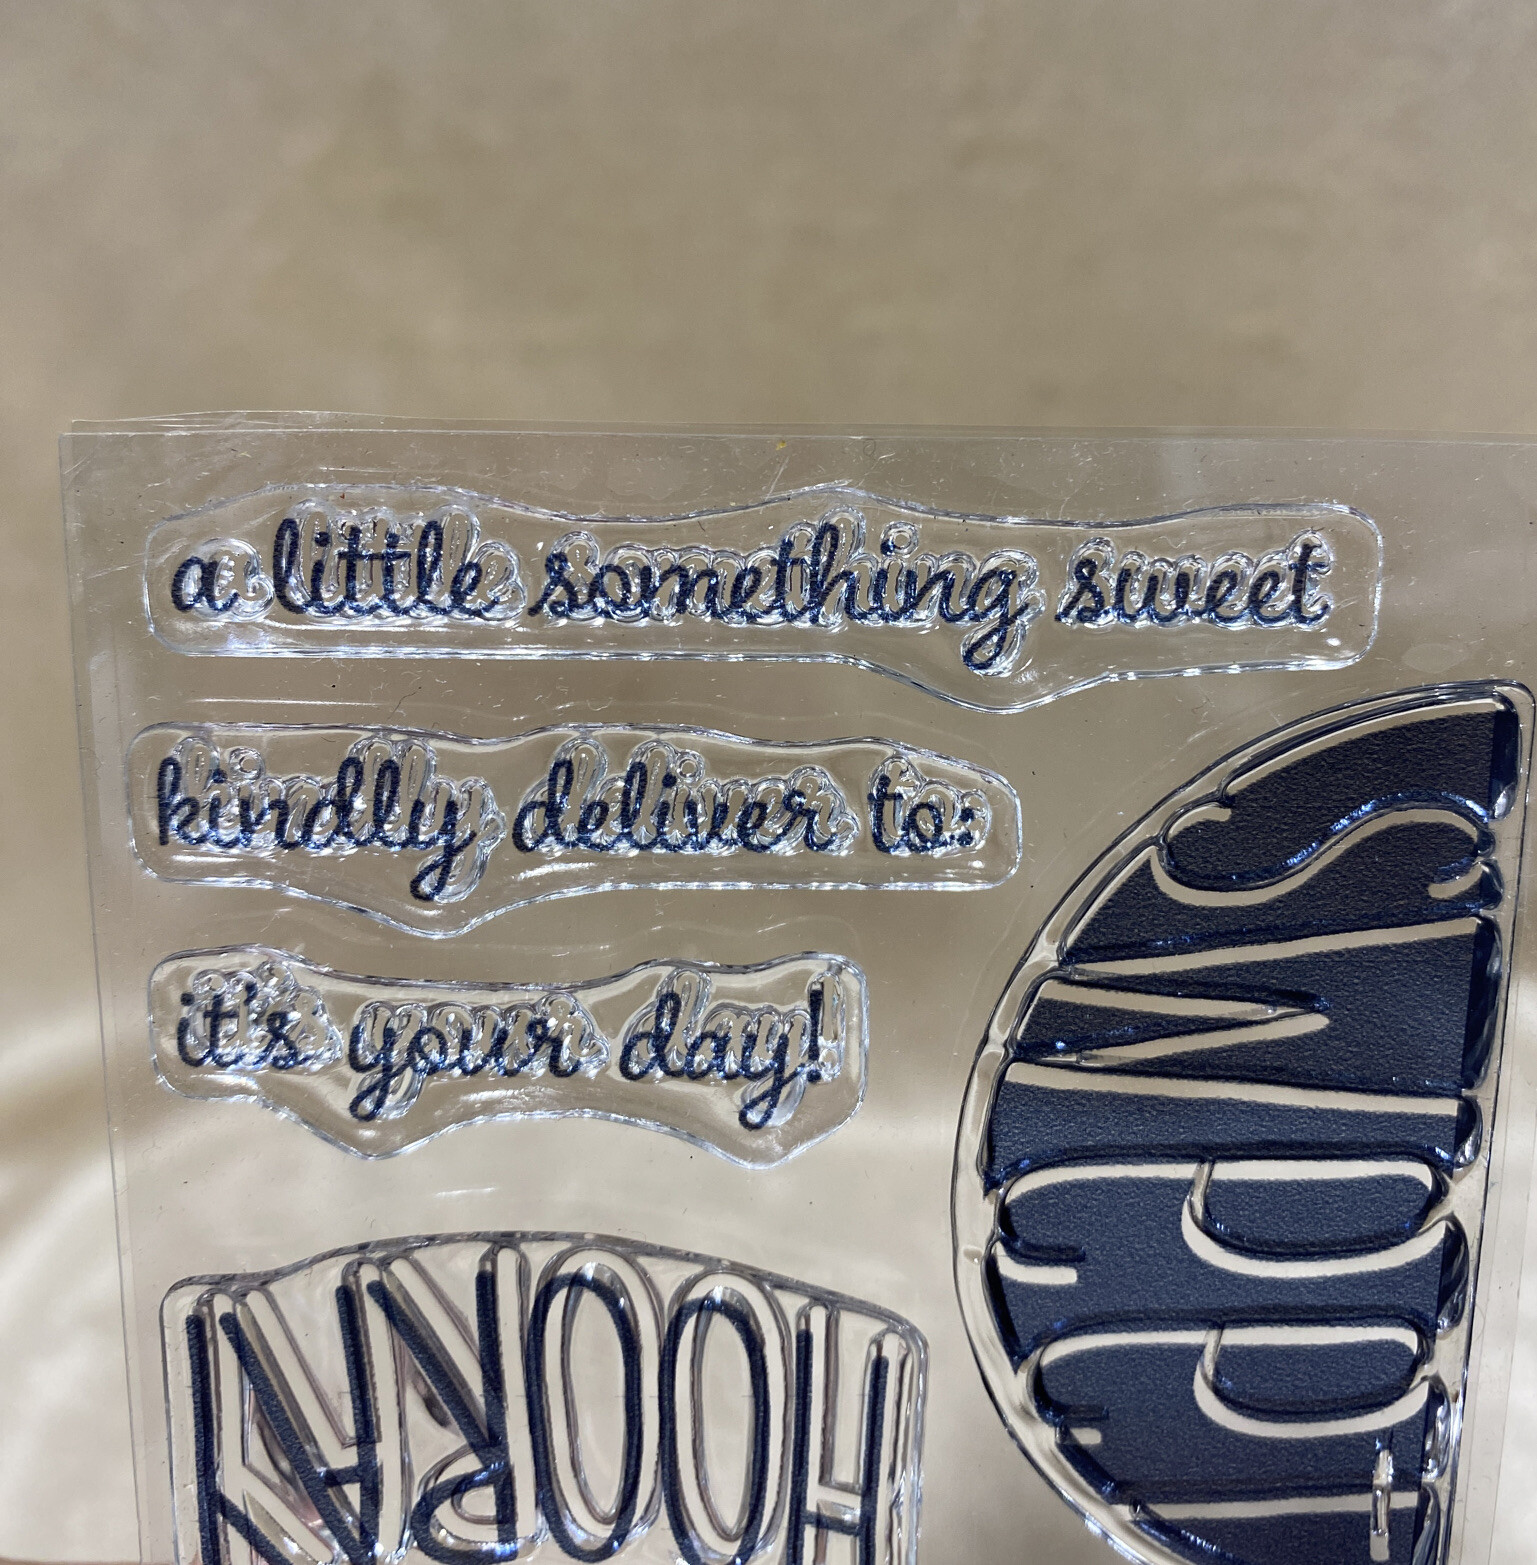 a little something sweet
kindly deliver to:
it's your day!
HOORAY